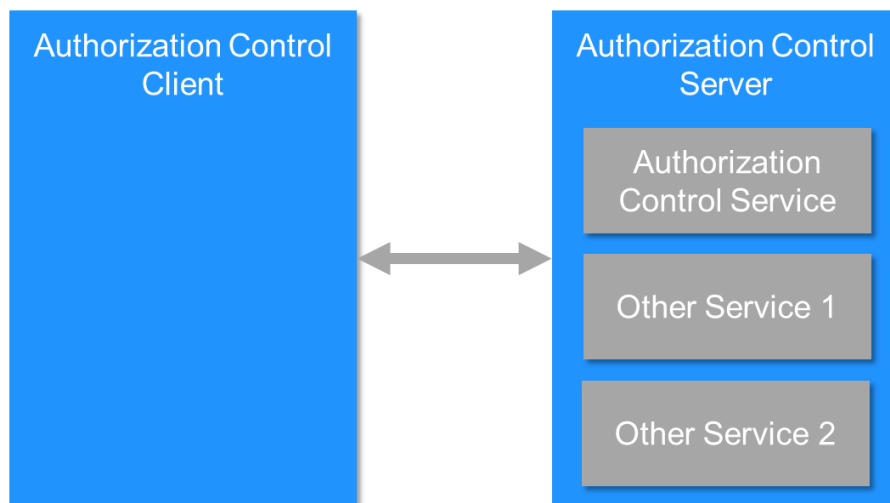 Authorization Control
Client
Authorization Control
Server
Authorization
Control Service
Other Service 1
Other Service 2